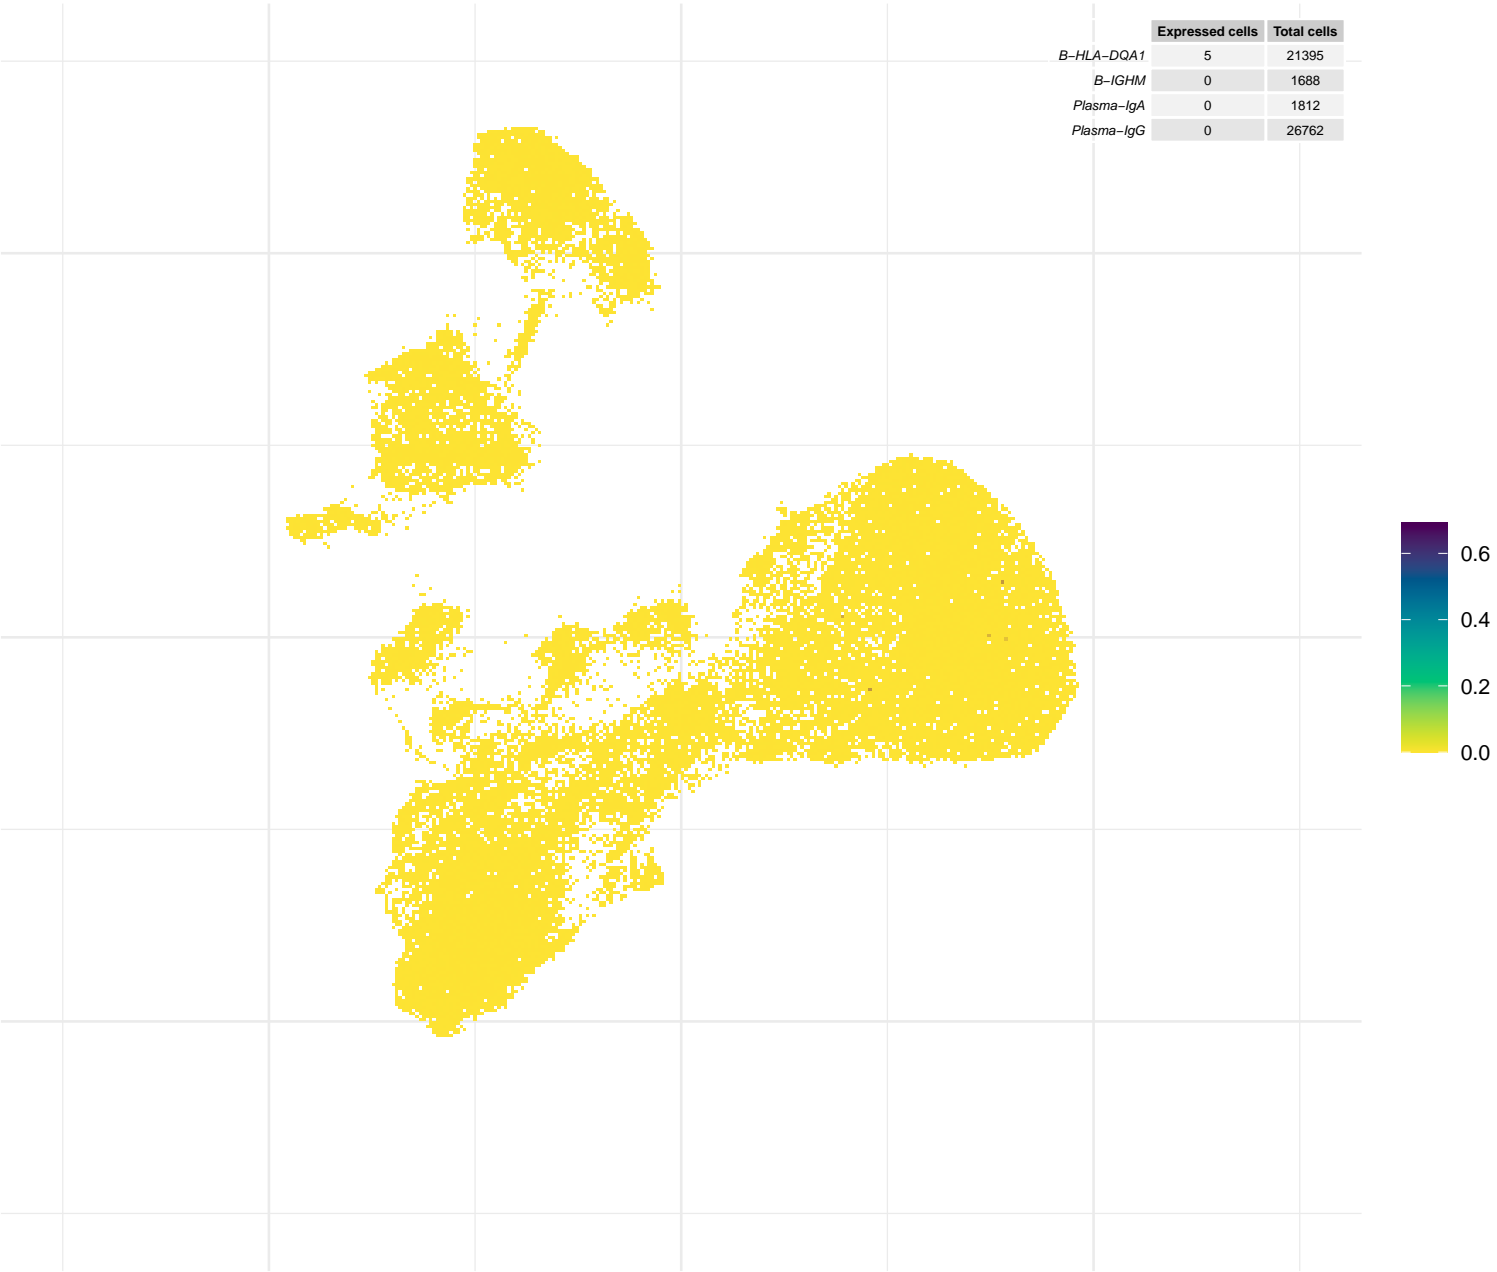 Expressed cells Total cells
B−HLA−DQA1 5 21395
B−IGHM 0 1688
Plasma−IgA 0 1812
Plasma−IgG 0 26762
0.6
0.4
0.2
0.0